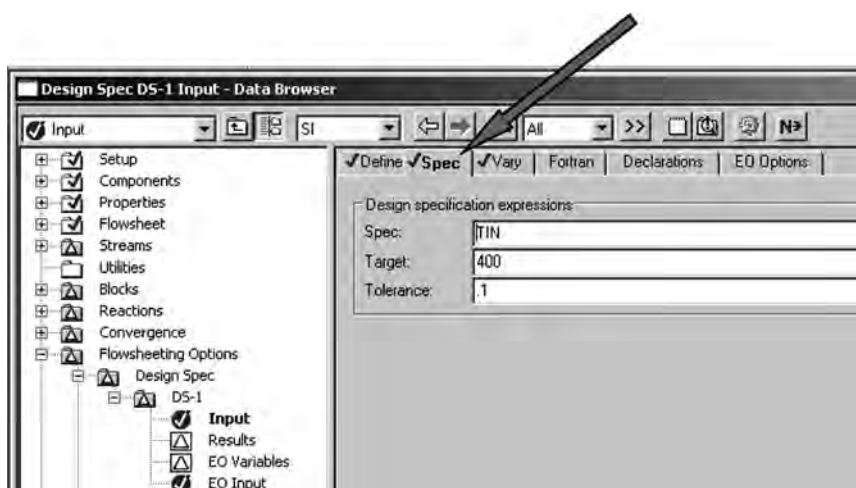 Design Spec DS-1 Input - Data Browser
Input SI All >> N>
Setup
Components
Properties
Flowsheet
Streams
Utilities
Blocks
Reactions
Convergence
Flowsheeting Options
Design Spec
DS-1
Input
Results
EO Variables
EO Input
Define Spec Vary Fortran Declarations EO Options
Design specification expressions
Spec: TIN
Target: 400
Tolerance: .1